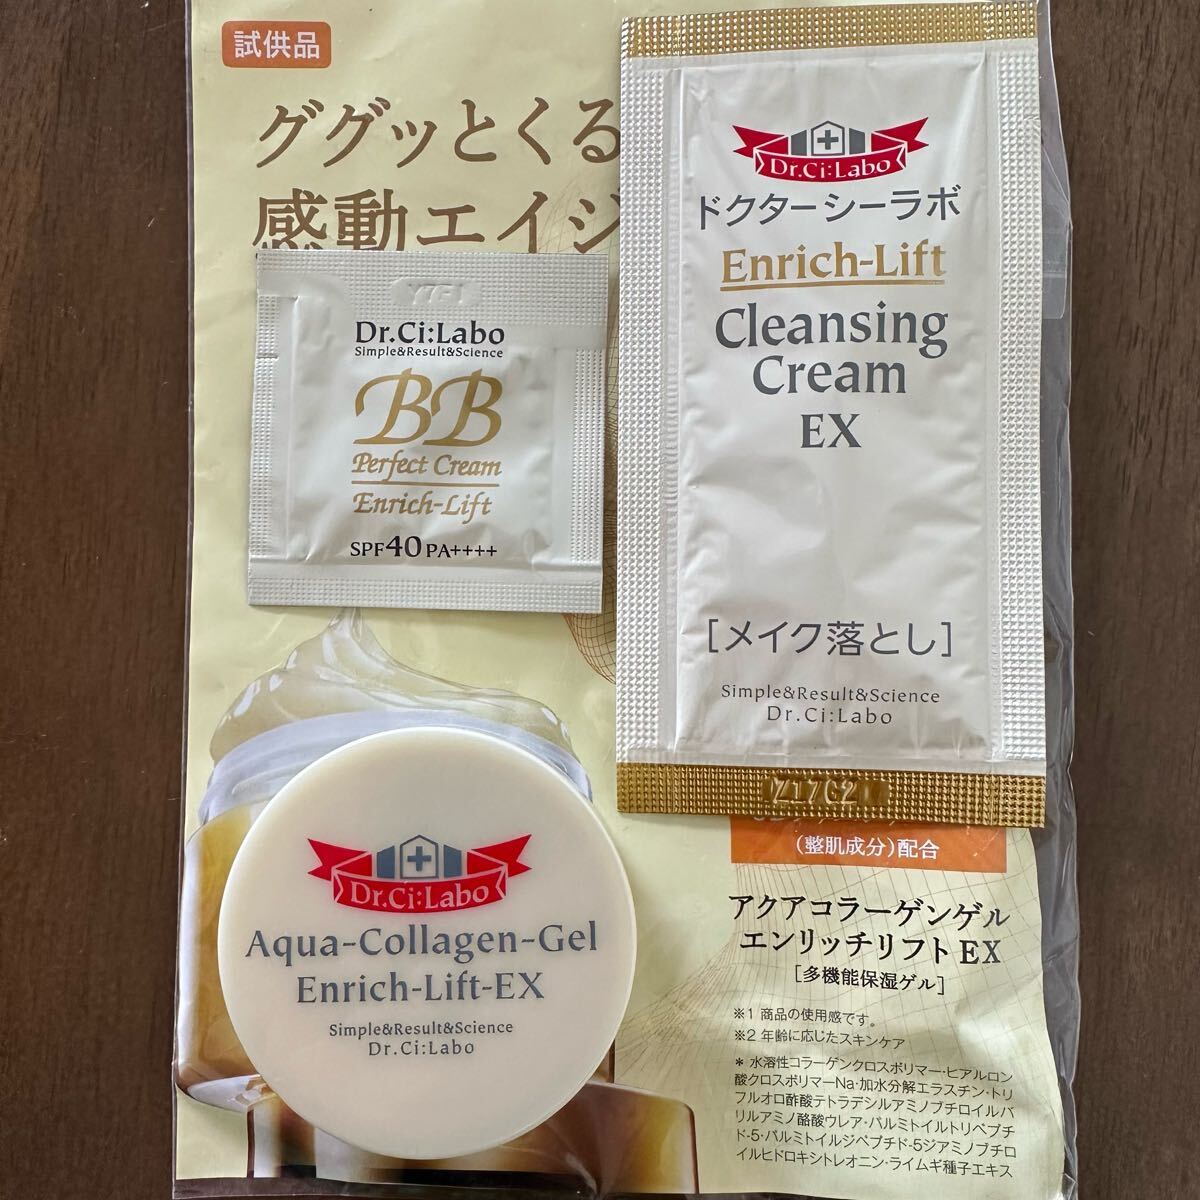 試供品
ググッとくる
感動エイジ
Y7F1
Dr.Ci:Labo
Simple&Result&Science
BB
Perfect Cream
Enrich-Lift
SPF40 PA++++
Dr.Ci:Labo
ドクターシーラボ
Enrich-Lift
Cleansing
Cream
EX
[メイク落とし]
Simple&Result&Science
Dr.Ci:Labo
Z17C2
(整肌成分)配合
アクアコラーゲンゲル
エンリッチリフト EX
[多機能保湿ゲル]
※1 商品の使用感です。
※2 年齢に応じたスキンケア
* 水溶性コラーゲンクロスポリマー・ヒアルロン
酸クロスポリマーNa・加水分解エラスチン・トリ
フルオロ酢酸テトラデシルアミノブチロイルバ
リルアミノ酪酸ウレア・パルミトイルトリペプチ
ド-5・パルミトイルジペプチド-5ジアミノブチロ
イルヒドロキシトレオニン・ライムギ種子エキス
Dr.Ci:Labo
Aqua-Collagen-Gel
Enrich-Lift-EX
Simple&Result&Science
Dr.Ci:Labo